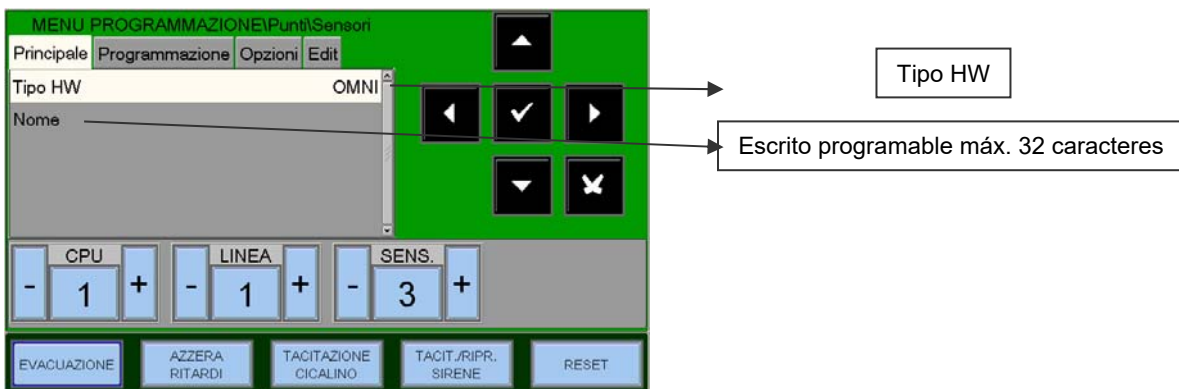 MENU PROGRAMMAZIONE\Punti\Sensori
Principale Programmazione Opzioni Edit
Tipo HW OMNI
Nome
Tipo HW
Escrito programable máx. 32 caracteres
CPU LINEA SENS.
- 1 + - 1 + - 3 +
EVACUAZIONE AZZERA RITARDI TACITAZIONE CICALINO TACIT./RIPR. SIRENE RESET